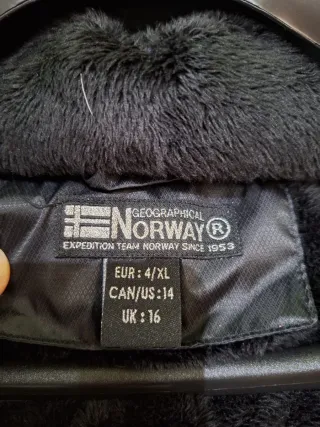 GEOGRAPHICAL
NORWAY®
EXPEDITION TEAM NORWAY SINCE 1953
EUR : 4/XL
CAN/US : 14
UK : 16